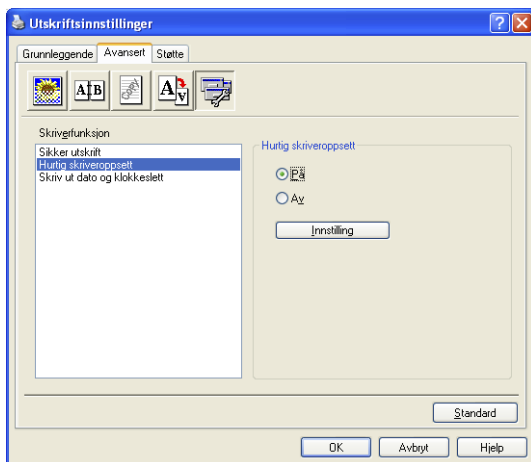 Utskriftsinnstillinger
Grunnleggende Avansert Støtte
A B A A
Skriverfunksjon
Sikker utskrift
Hurtig skriveroppsett
Skriv ut dato og klokkeslett
Hurtig skriveroppsett
På
Av
Innstilling
Standard
OK Avbryt Hjelp